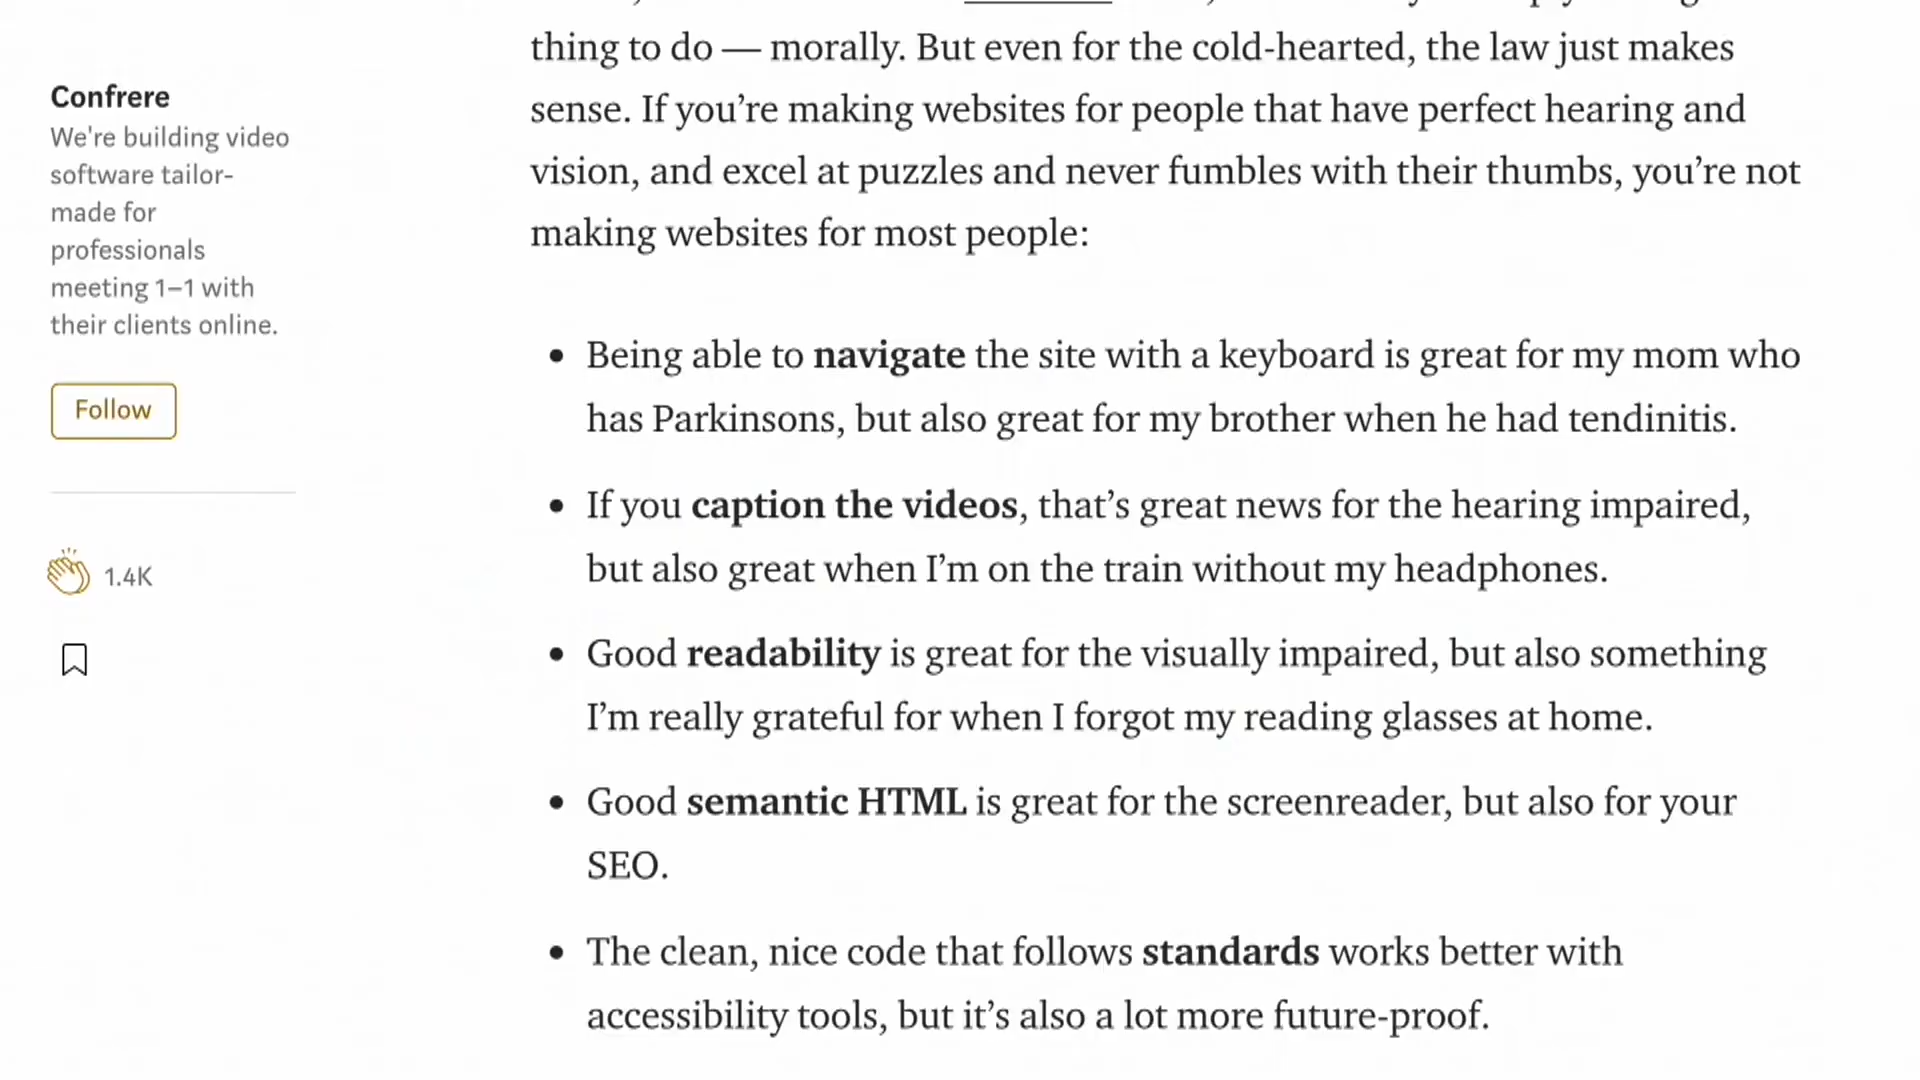 Confrere
We're building video
software tailor-
made for
professionals
meeting 1–1 with
their clients online.
Follow
1.4K
thing to do — morally. But even for the cold-hearted, the law just makes
sense. If you’re making websites for people that have perfect hearing and
vision, and excel at puzzles and never fumbles with their thumbs, you’re not
making websites for most people:
• Being able to navigate the site with a keyboard is great for my mom who
has Parkinsons, but also great for my brother when he had tendinitis.
• If you caption the videos, that’s great news for the hearing impaired,
but also great when I’m on the train without my headphones.
• Good readability is great for the visually impaired, but also something
I’m really grateful for when I forgot my reading glasses at home.
• Good semantic HTML is great for the screenreader, but also for your
SEO.
• The clean, nice code that follows standards works better with
accessibility tools, but it’s also a lot more future-proof.